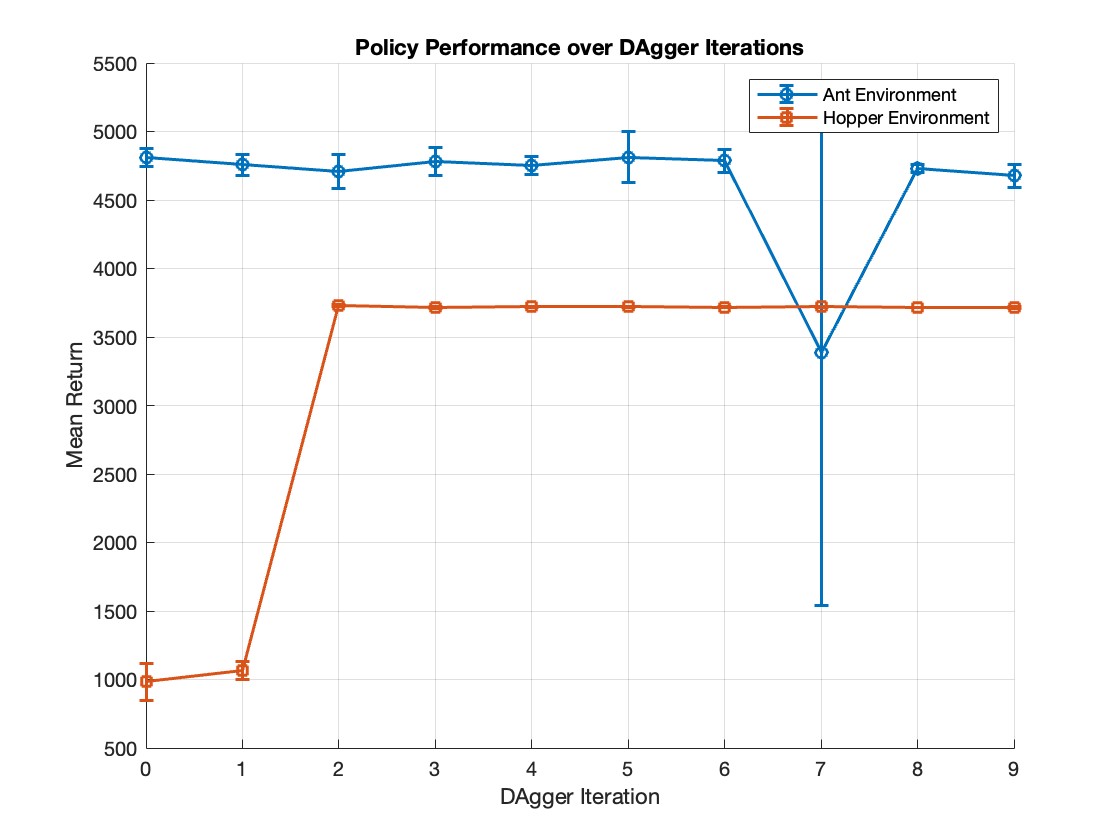 Policy Performance over DAgger Iterations
5500
5000
4500
4000
3500
3000
2500
2000
1500
1000
500
Mean Return
Ant Environment
Hopper Environment
0 1 2 3 4 5 6 7 8 9
DAgger Iteration